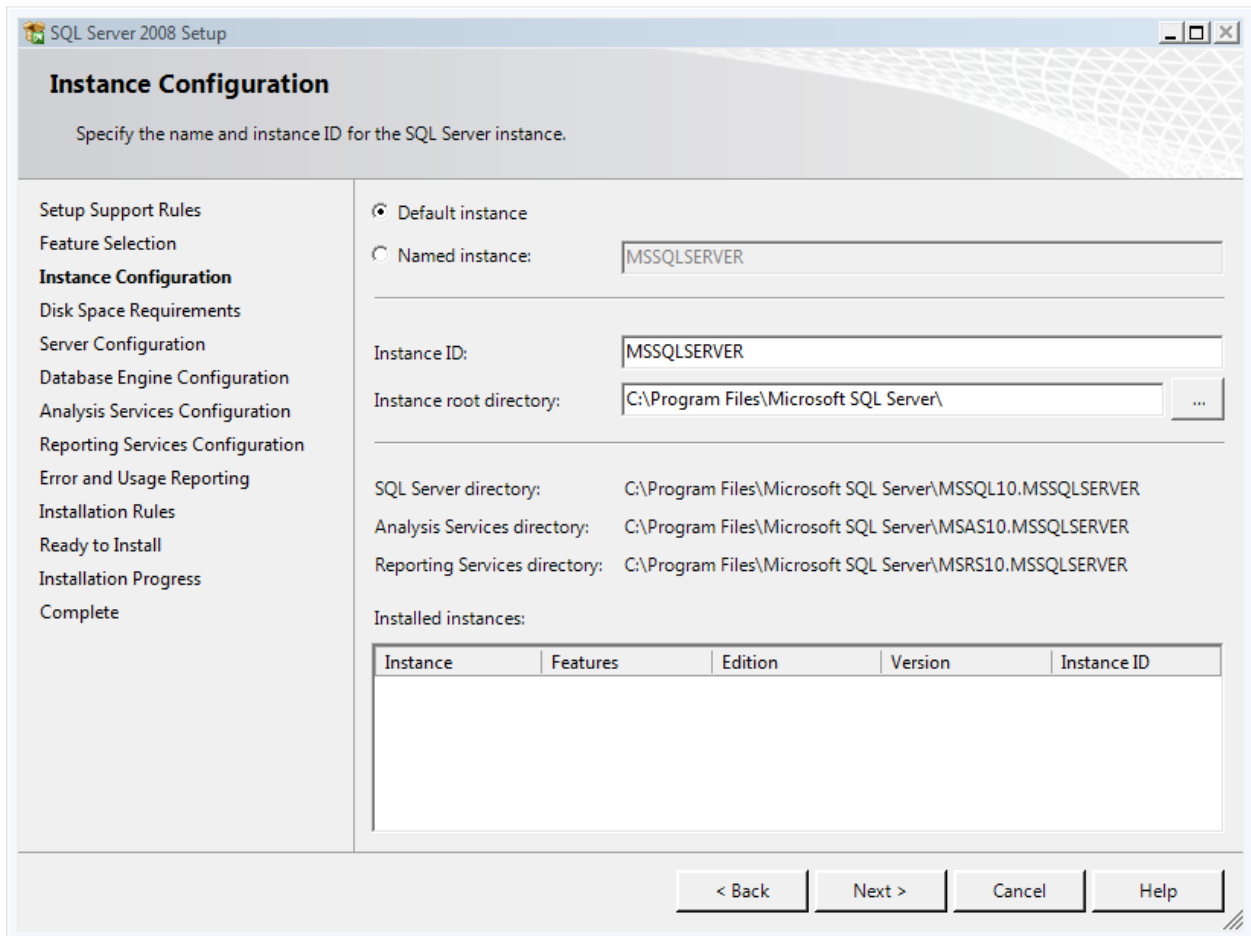 SQL Server 2008 Setup
Instance Configuration
Specify the name and instance ID for the SQL Server instance.
Setup Support Rules
Feature Selection
Instance Configuration
Disk Space Requirements
Server Configuration
Database Engine Configuration
Analysis Services Configuration
Reporting Services Configuration
Error and Usage Reporting
Installation Rules
Ready to Install
Installation Progress
Complete
Default instance
Named instance: MSSQLSERVER
Instance ID: MSSQLSERVER
Instance root directory: C:\Program Files\Microsoft SQL Server\ ...
SQL Server directory: C:\Program Files\Microsoft SQL Server\MSSQL10.MSSQLSERVER
Analysis Services directory: C:\Program Files\Microsoft SQL Server\MSAS10.MSSQLSERVER
Reporting Services directory: C:\Program Files\Microsoft SQL Server\MSRS10.MSSQLSERVER
Installed instances:
Instance Features Edition Version Instance ID
< Back Next > Cancel Help